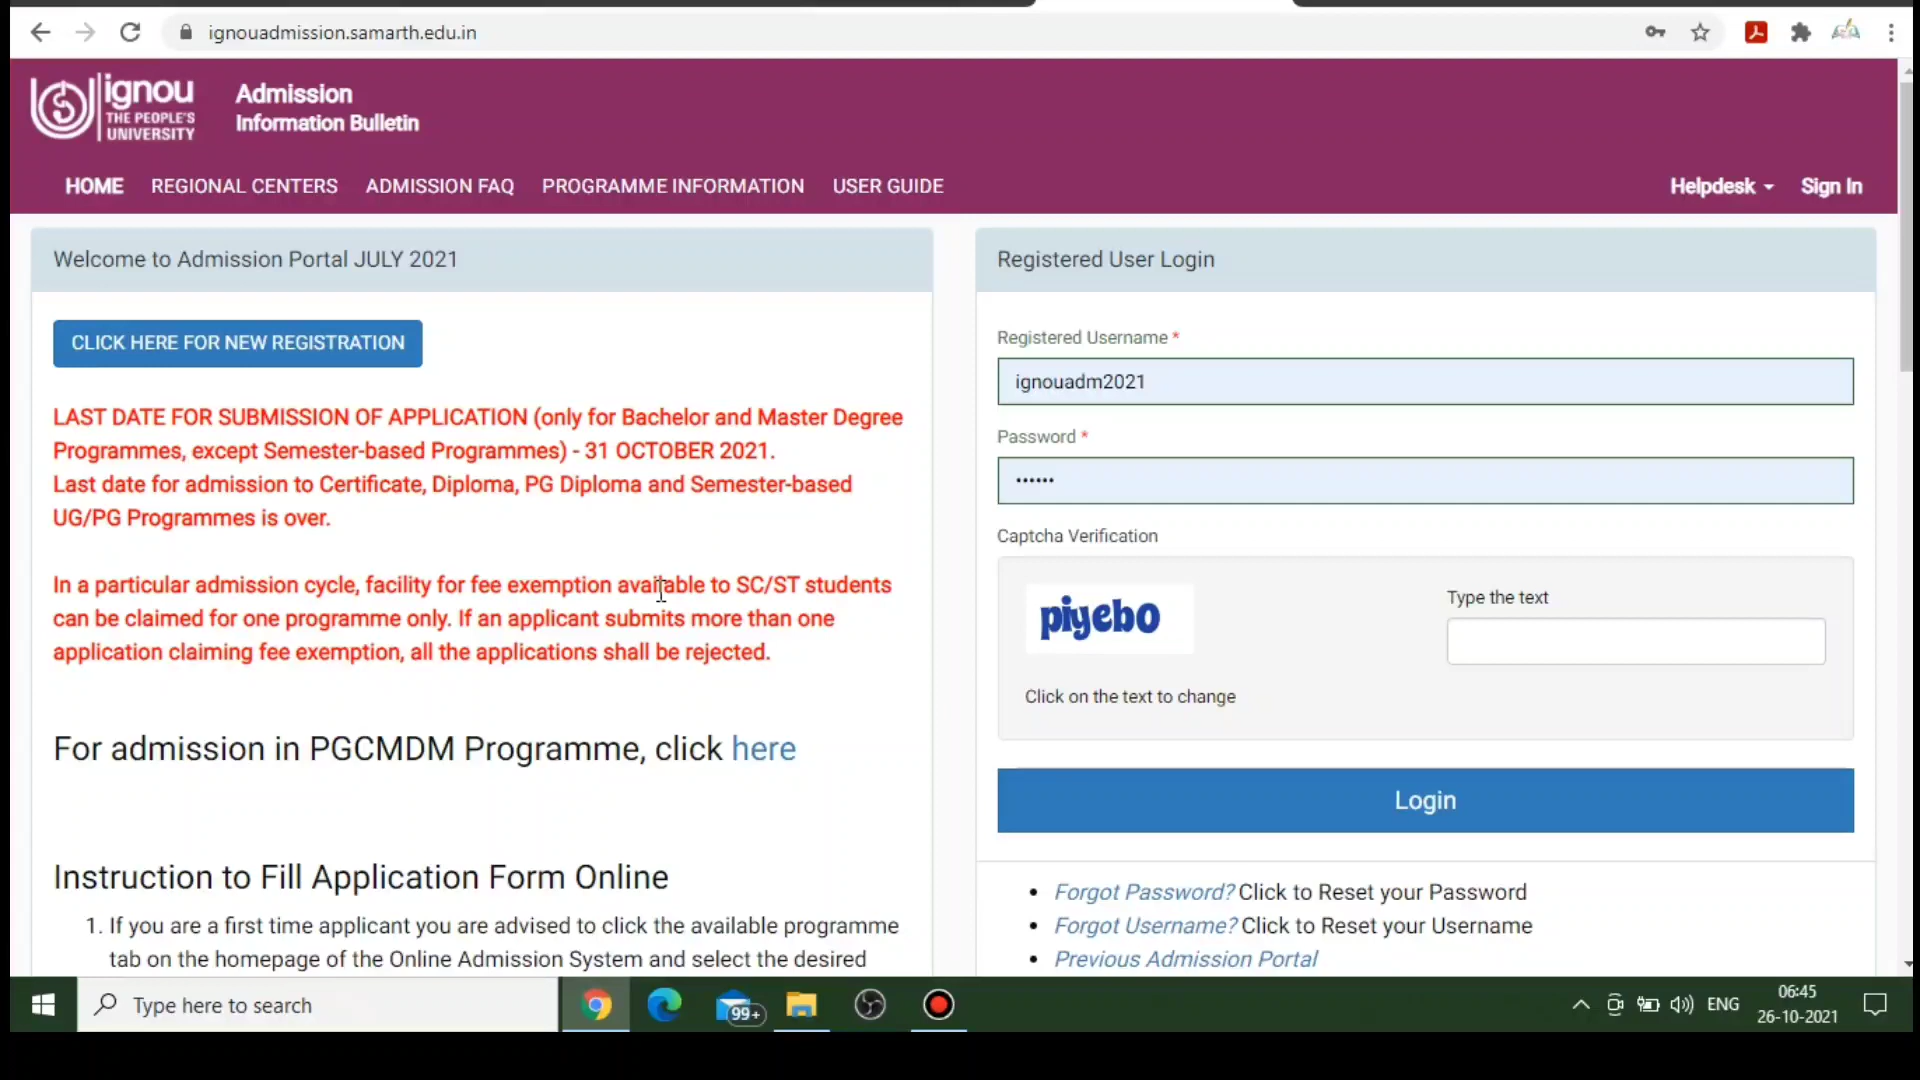 ignouadmission.samarth.edu.in
ignou
THE PEOPLE'S
UNIVERSITY
Admission
Information Bulletin
HOME REGIONAL CENTERS ADMISSION FAQ PROGRAMME INFORMATION USER GUIDE Helpdesk Sign In
Welcome to Admission Portal JULY 2021
CLICK HERE FOR NEW REGISTRATION
LAST DATE FOR SUBMISSION OF APPLICATION (only for Bachelor and Master Degree
Programmes, except Semester-based Programmes) - 31 OCTOBER 2021.
Last date for admission to Certificate, Diploma, PG Diploma and Semester-based
UG/PG Programmes is over.
In a particular admission cycle, facility for fee exemption available to SC/ST students
can be claimed for one programme only. If an applicant submits more than one
application claiming fee exemption, all the applications shall be rejected.
For admission in PGCMDM Programme, click here
Instruction to Fill Application Form Online
1. If you are a first time applicant you are advised to click the available programme
tab on the homepage of the Online Admission System and select the desired
Registered User Login
Registered Username *
ignouadm2021
Password *
••••••
Captcha Verification
piyebo
Type the text
Click on the text to change
Login
• Forgot Password? Click to Reset your Password
• Forgot Username? Click to Reset your Username
• Previous Admission Portal
Type here to search
99+
ENG
06:45
26-10-2021